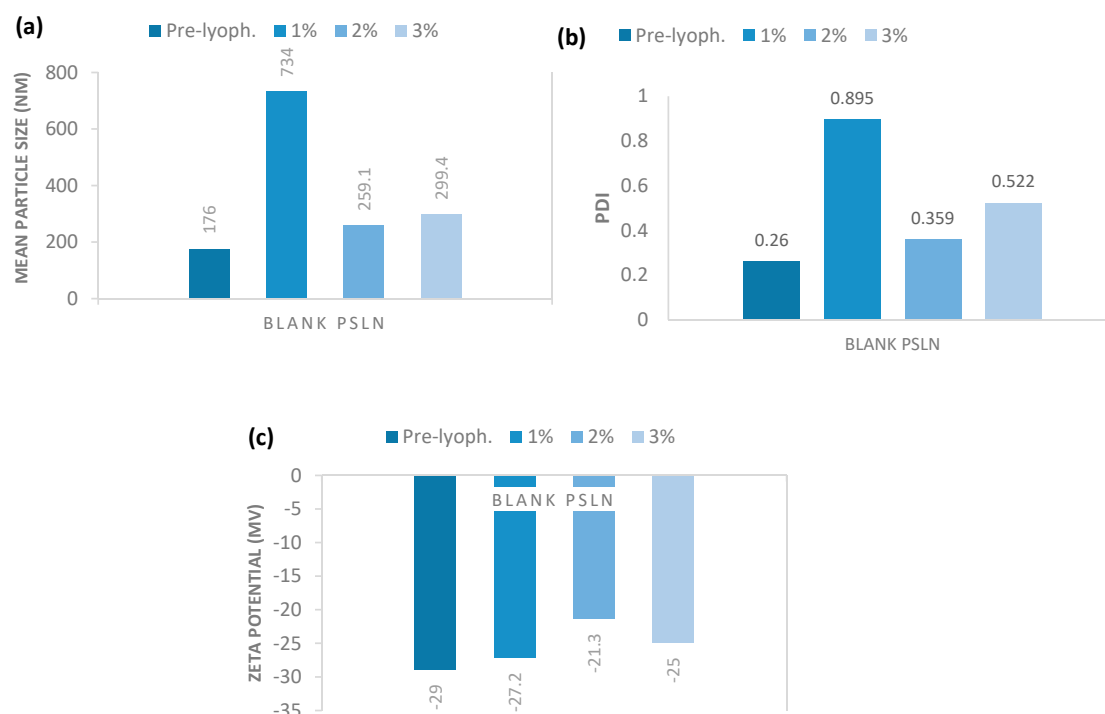 (a)
Pre-lyoph. 1% 2% 3%
MEAN PARTICLE SIZE (NM)
800
600
400
200
0
176
734
259.1
299.4
BLANK PSLN
(b)
Pre-lyoph. 1% 2% 3%
PDI
1
0.8
0.6
0.4
0.2
0
0.26
0.895
0.359
0.522
BLANK PSLN
(c)
Pre-lyoph. 1% 2% 3%
ZETA POTENTIAL (MV)
0
-5
-10
-15
-20
-25
-30
-35
BLANK PSLN
-29
-27.2
-21.3
-25